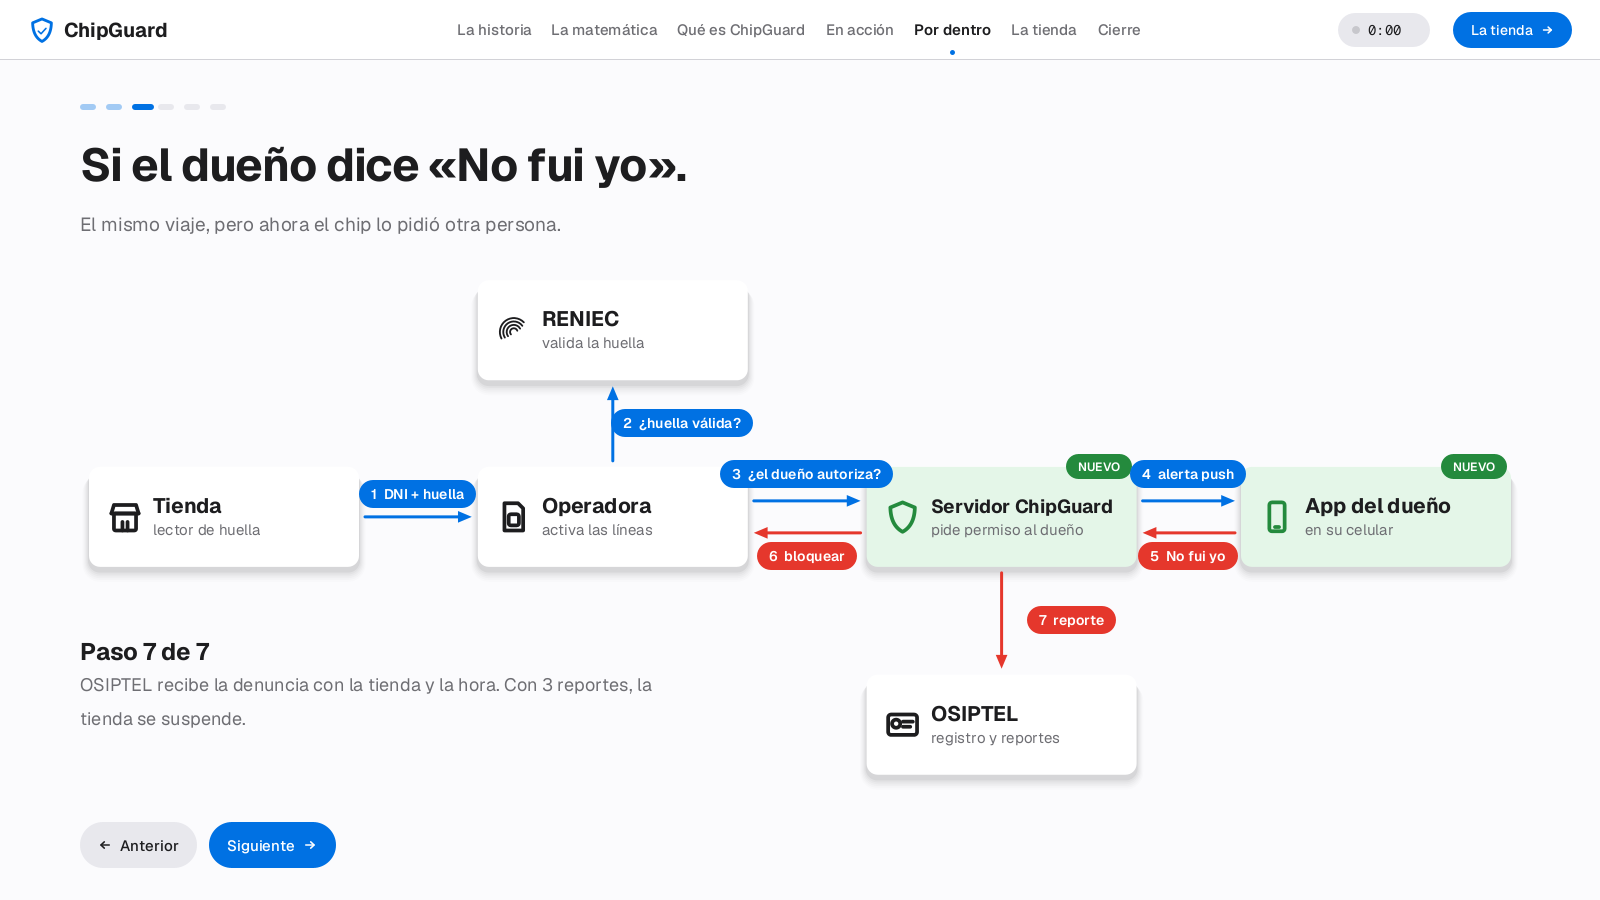 ChipGuard
La historia
La matemática
Qué es ChipGuard
En acción
Por dentro
La tienda
Cierre
0:00
La tienda
Si el dueño dice «No fui yo».
El mismo viaje, pero ahora el chip lo pidió otra persona.
RENIEC
valida la huella
2 ¿huella válida?
Tienda
lector de huella
1 DNI + huella
Operadora
activa las líneas
3 ¿el dueño autoriza?
6 bloquear
NUEVO
Servidor ChipGuard
pide permiso al dueño
4 alerta push
5 No fui yo
NUEVO
App del dueño
en su celular
7 reporte
OSIPTEL
registro y reportes
Paso 7 de 7
OSIPTEL recibe la denuncia con la tienda y la hora. Con 3 reportes, la
tienda se suspende.
Anterior
Siguiente